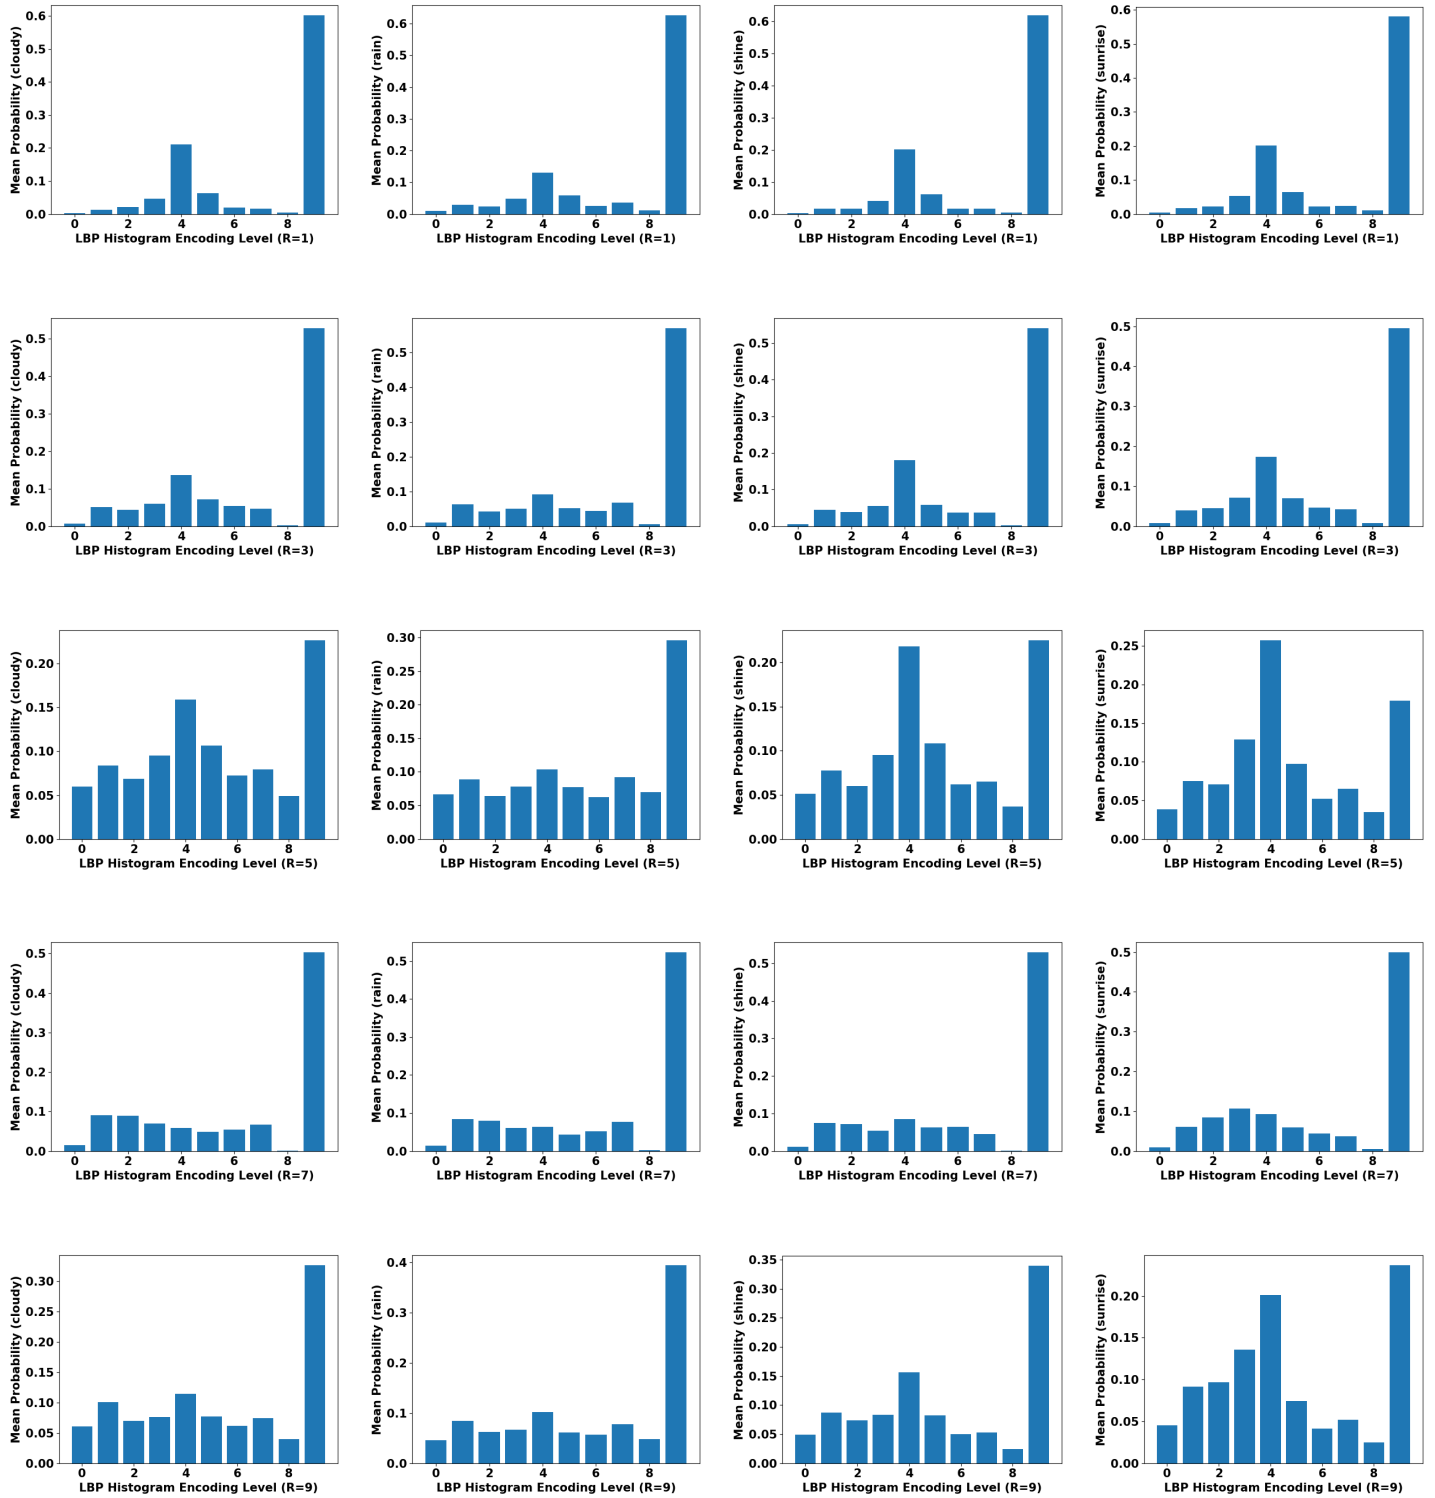 Mean Probability (cloudy)
0.6
0.5
0.4
0.3
0.2
0.1
0.0
0 2 4 6 8
LBP Histogram Encoding Level (R=1)
Mean Probability (rain)
0.6
0.5
0.4
0.3
0.2
0.1
0.0
0 2 4 6 8
LBP Histogram Encoding Level (R=1)
Mean Probability (shine)
0.6
0.5
0.4
0.3
0.2
0.1
0.0
0 2 4 6 8
LBP Histogram Encoding Level (R=1)
Mean Probability (sunrise)
0.6
0.5
0.4
0.3
0.2
0.1
0.0
0 2 4 6 8
LBP Histogram Encoding Level (R=1)
Mean Probability (cloudy)
0.5
0.4
0.3
0.2
0.1
0.0
0 2 4 6 8
LBP Histogram Encoding Level (R=3)
Mean Probability (rain)
0.5
0.4
0.3
0.2
0.1
0.0
0 2 4 6 8
LBP Histogram Encoding Level (R=3)
Mean Probability (shine)
0.5
0.4
0.3
0.2
0.1
0.0
0 2 4 6 8
LBP Histogram Encoding Level (R=3)
Mean Probability (sunrise)
0.5
0.4
0.3
0.2
0.1
0.0
0 2 4 6 8
LBP Histogram Encoding Level (R=3)
Mean Probability (cloudy)
0.20
0.15
0.10
0.05
0.00
0 2 4 6 8
LBP Histogram Encoding Level (R=5)
Mean Probability (rain)
0.30
0.25
0.20
0.15
0.10
0.05
0.00
0 2 4 6 8
LBP Histogram Encoding Level (R=5)
Mean Probability (shine)
0.20
0.15
0.10
0.05
0.00
0 2 4 6 8
LBP Histogram Encoding Level (R=5)
Mean Probability (sunrise)
0.25
0.20
0.15
0.10
0.05
0.00
0 2 4 6 8
LBP Histogram Encoding Level (R=5)
Mean Probability (cloudy)
0.5
0.4
0.3
0.2
0.1
0.0
0 2 4 6 8
LBP Histogram Encoding Level (R=7)
Mean Probability (rain)
0.5
0.4
0.3
0.2
0.1
0.0
0 2 4 6 8
LBP Histogram Encoding Level (R=7)
Mean Probability (shine)
0.5
0.4
0.3
0.2
0.1
0.0
0 2 4 6 8
LBP Histogram Encoding Level (R=7)
Mean Probability (sunrise)
0.5
0.4
0.3
0.2
0.1
0.0
0 2 4 6 8
LBP Histogram Encoding Level (R=7)
Mean Probability (cloudy)
0.30
0.25
0.20
0.15
0.10
0.05
0.00
0 2 4 6 8
LBP Histogram Encoding Level (R=9)
Mean Probability (rain)
0.4
0.3
0.2
0.1
0.0
0 2 4 6 8
LBP Histogram Encoding Level (R=9)
Mean Probability (shine)
0.35
0.30
0.25
0.20
0.15
0.10
0.05
0.00
0 2 4 6 8
LBP Histogram Encoding Level (R=9)
Mean Probability (sunrise)
0.20
0.15
0.10
0.05
0.00
0 2 4 6 8
LBP Histogram Encoding Level (R=9)